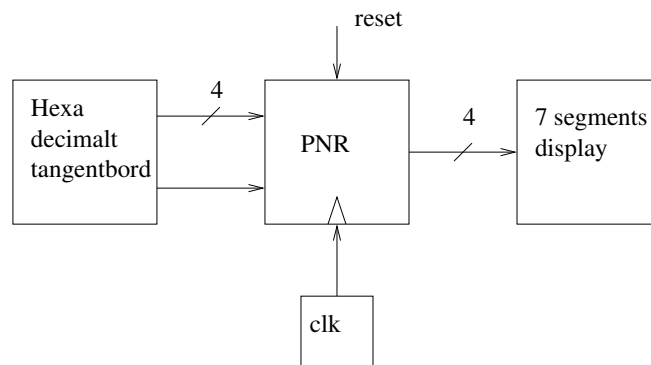 reset
4
Hexa
decimalt
tangentbord
PNR
4
7 segments
display
clk